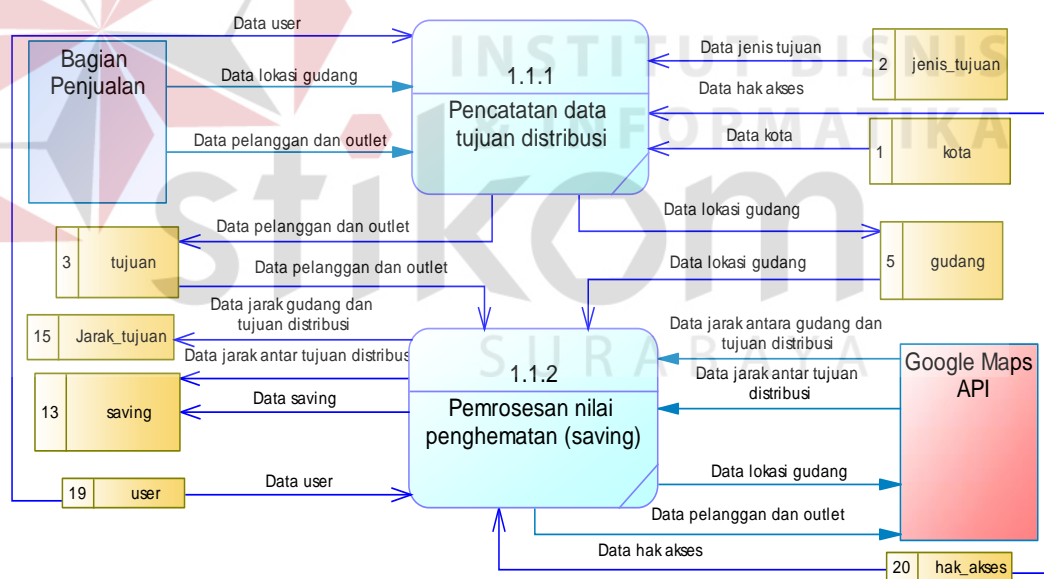 Data user
INSTITUT BISNIS
& INFORMATIKA
stikom
SURABAYA
Bagian
Penjualan
Data lokasi gudang
Data pelanggan dan outlet
1.1.1
Pencatatan data
tujuan distribusi
Data jenis tujuan
2 jenis_tujuan
Data hak akses
Data kota
1 kota
Data pelanggan dan outlet
3 tujuan
Data pelanggan dan outlet
Data lokasi gudang
Data lokasi gudang
5 gudang
Data jarak gudang dan
tujuan distribusi
15 Jarak_tujuan
Data jarak antar tujuan distribus
13 saving
Data saving
1.1.2
Pemrosesan nilai
penghematan (saving)
Data jarak antara gudang dan
tujuan distribusi
Data jarak antar tujuan
distribusi
Google Maps
API
Data lokasi gudang
Data pelanggan dan outlet
19 user
Data user
Data hak akses
20 hak_akses